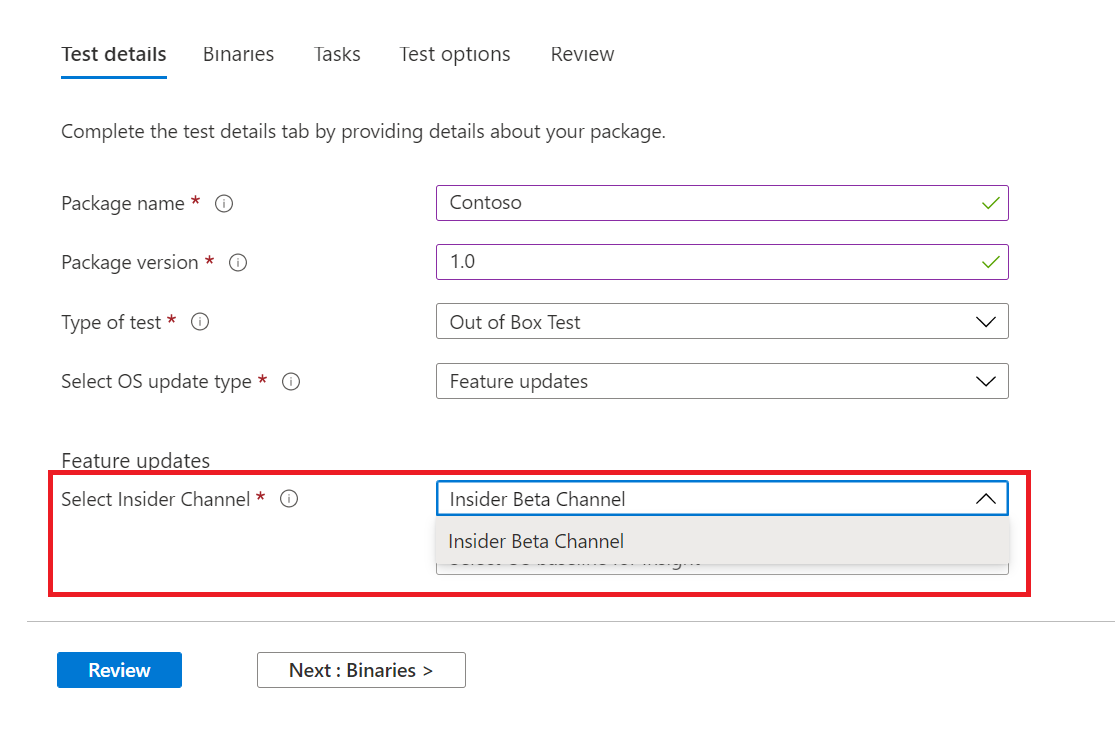 Test details Binaries Tasks Test options Review
Complete the test details tab by providing details about your package.
Package name * Contoso
Package version * 1.0
Type of test * Out of Box Test
Select OS update type * Feature updates
Feature updates
Select Insider Channel * Insider Beta Channel
Insider Beta Channel
Review Next : Binaries >